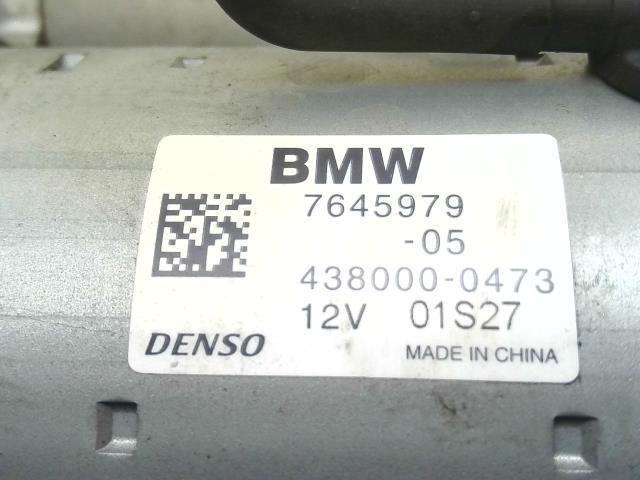 BMW
7645979
-05
438000-0473
12V 01S27
DENSO MADE IN CHINA